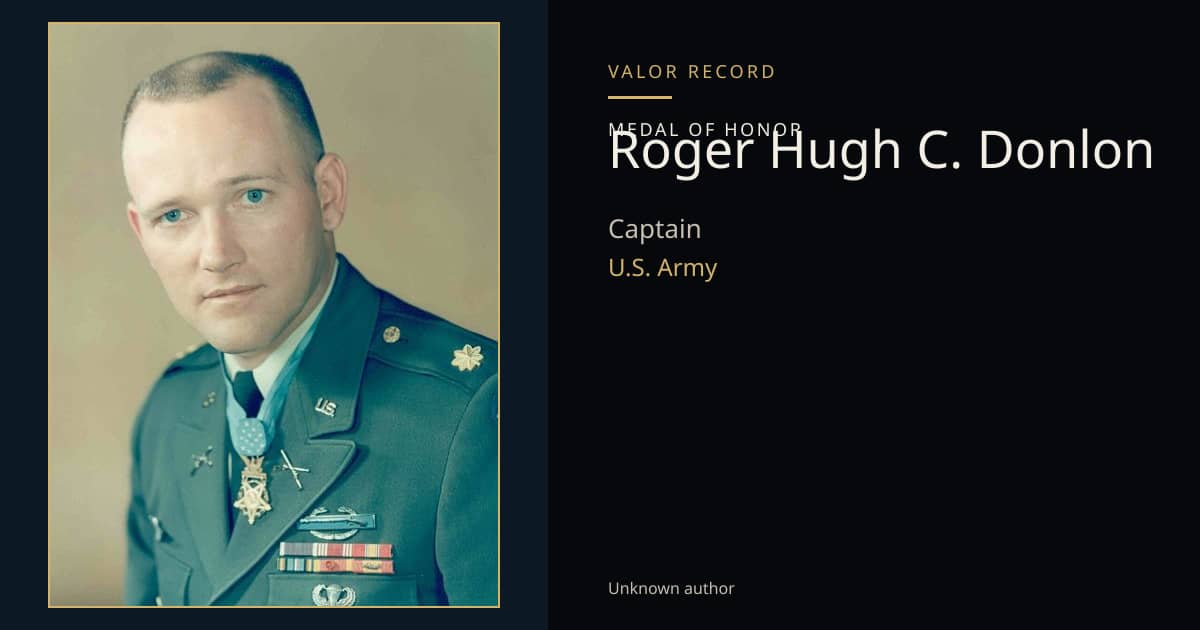 VALOR RECORD
MEDAL OF HONOR
Roger Hugh C. Donlon
Captain
U.S. Army
Unknown author
U.S.